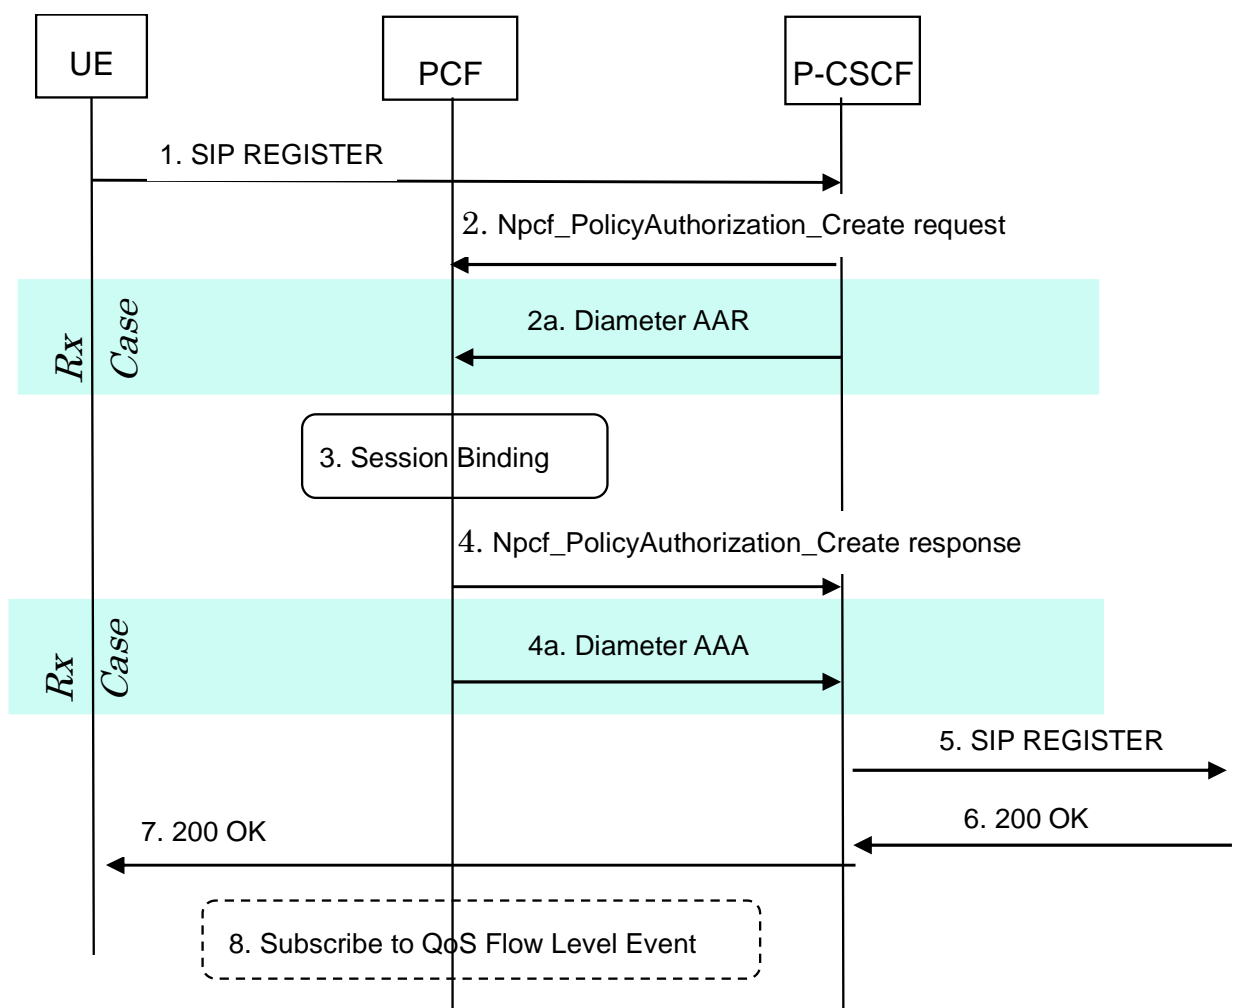 UE
PCF
P-CSCF
1. SIP REGISTER
2. Npcf_PolicyAuthorization_Create request
Rx
Case
2a. Diameter AAR
3. Session Binding
4. Npcf_PolicyAuthorization_Create response
Rx
Case
4a. Diameter AAA
5. SIP REGISTER
6. 200 OK
7. 200 OK
8. Subscribe to QoS Flow Level Event